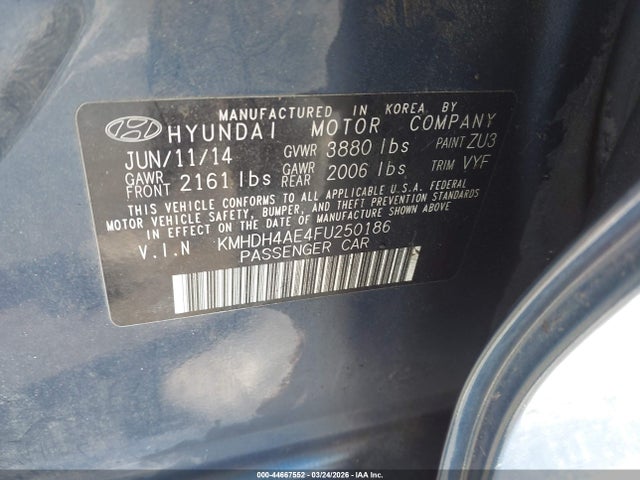 MANUFACTURED IN KOREA BY
HYUNDAI MOTOR COMPANY
JUN/11/14 GVWR 3880 lbs PAINT ZU3
GAWR FRONT 2161 lbs GAWR REAR 2006 lbs TRIM VYF
THIS VEHICLE CONFORMS TO ALL APPLICABLE U.S.A. FEDERAL
MOTOR VEHICLE SAFETY, BUMPER, AND THEFT PREVENTION STANDARDS
IN EFFECT ON THE DATE OF MANUFACTURE SHOWN ABOVE.
V.I.N KMHDH4AE4FU250186
PASSENGER CAR
000-44667552 | 03/24/2026 | IAA Inc.